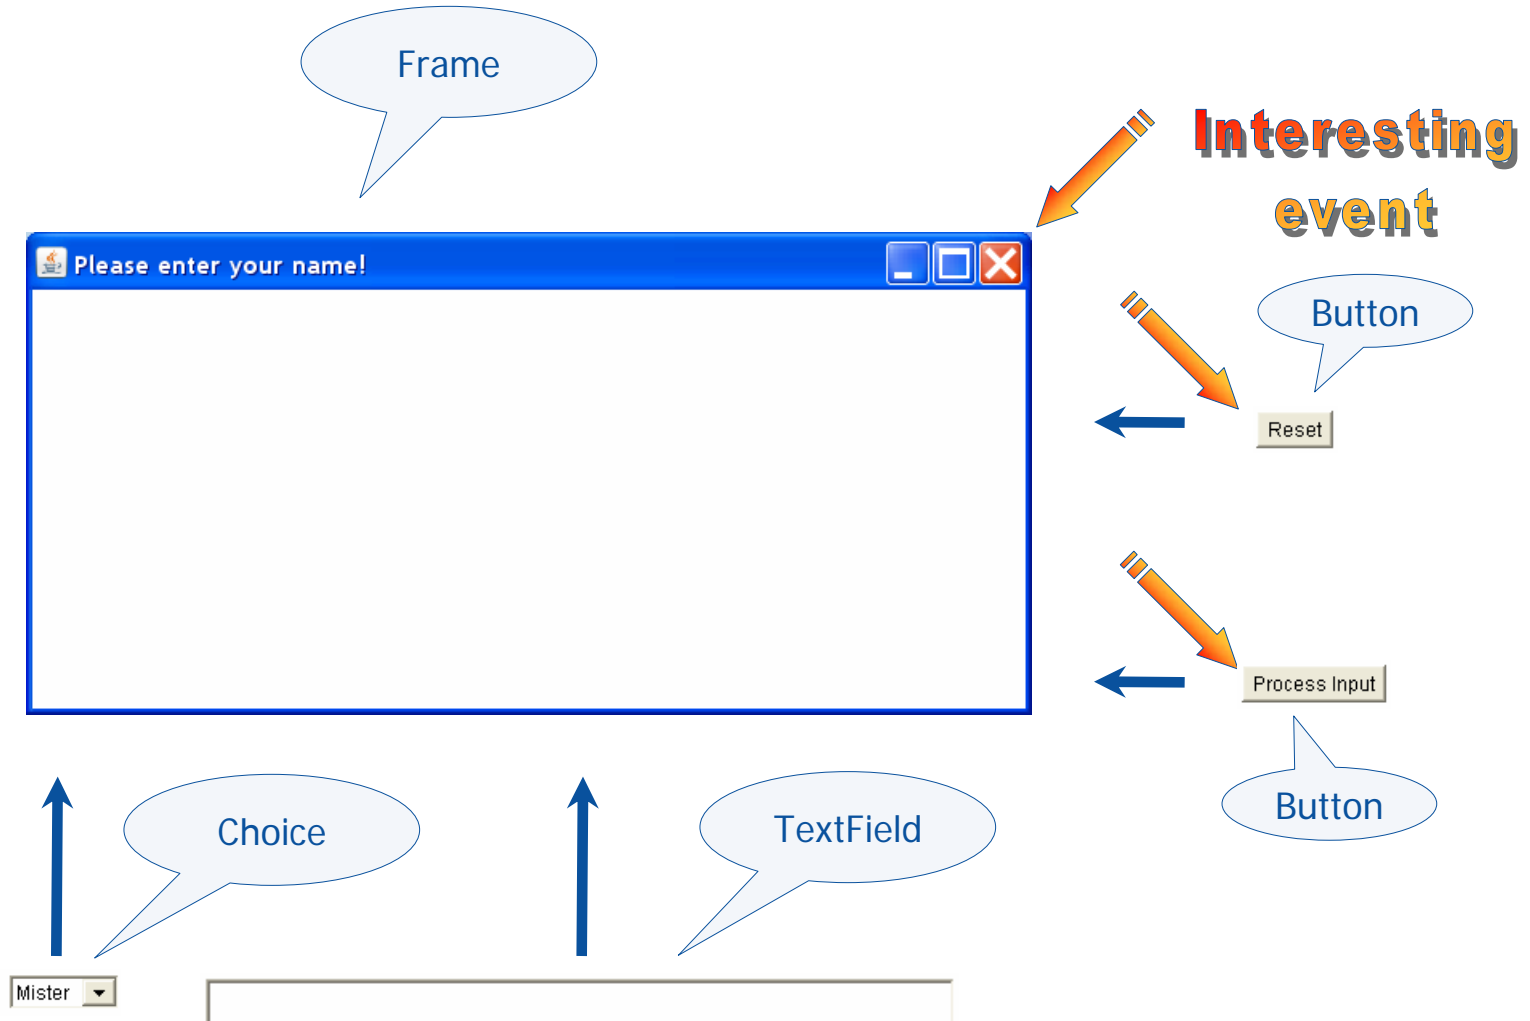 Frame
Interesting
event
Please enter your name!
Button
Reset
Process Input
Button
Choice
TextField
Mister